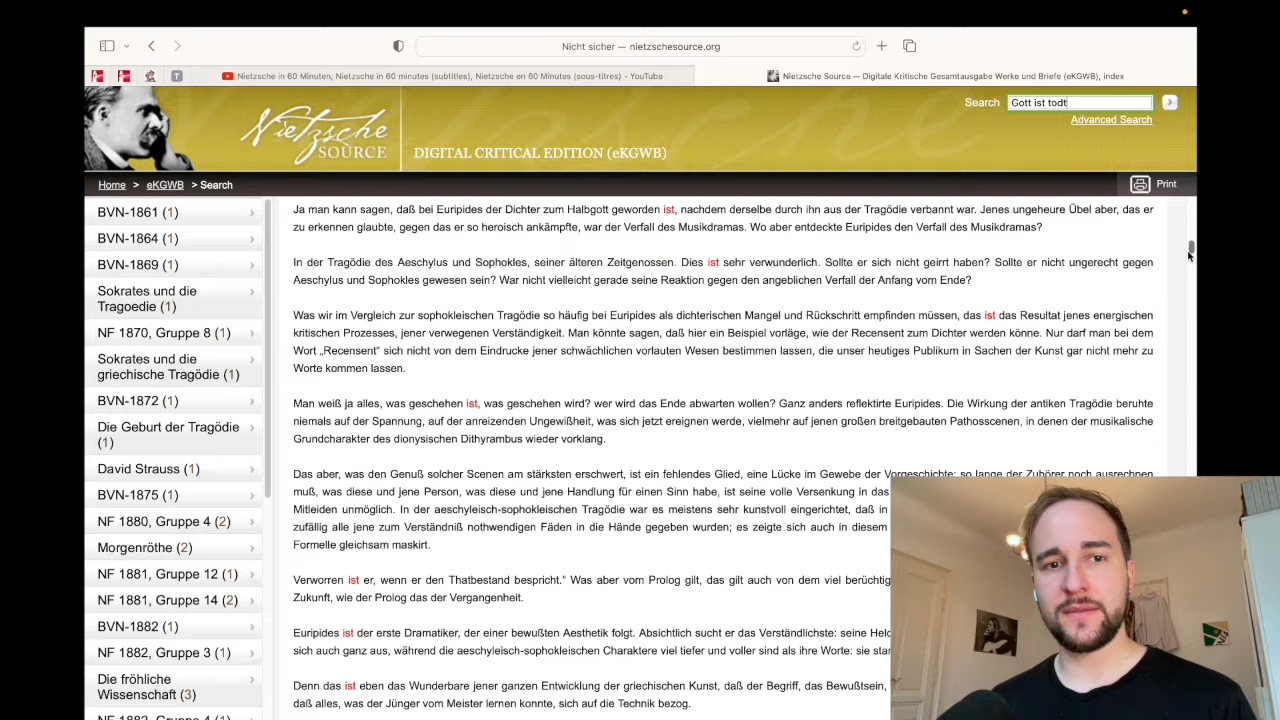 Nicht sicher — nietzschesource.org
T
Nietzsche in 60 Minuten, Nietzsche in 60 minutes (subtitles), Nietzsche en 60 Minutes (sous-titres) - YouTube
Nietzsche Source — Digitale Kritische Gesamtausgabe Werke und Briefe (eKGWB), index
Nietzsche
SOURCE
DIGITAL CRITICAL EDITION (eKGWB)
Search
Gott ist todt
Advanced Search
Home > eKGWB > Search
Print
BVN-1861 (1)
BVN-1864 (1)
BVN-1869 (1)
Sokrates und die
Tragoedie (1)
NF 1870, Gruppe 8 (1)
Sokrates und die
griechische Tragödie (1)
BVN-1872 (1)
Die Geburt der Tragödie
(1)
David Strauss (1)
BVN-1875 (1)
NF 1880, Gruppe 4 (2)
Morgenröthe (2)
NF 1881, Gruppe 12 (1)
NF 1881, Gruppe 14 (2)
BVN-1882 (1)
NF 1882, Gruppe 3 (1)
Die fröhliche
Wissenschaft (3)
Ja man kann sagen, daß bei Euripides der Dichter zum Halbgott geworden ist, nachdem derselbe durch ihn aus der Tragödie verbannt war. Jenes ungeheure Übel aber, das er
zu erkennen glaubte, gegen das er so heroisch ankämpfte, war der Verfall des Musikdramas. Wo aber entdeckte Euripides den Verfall des Musikdramas?
In der Tragödie des Aeschylus und Sophokles, seiner älteren Zeitgenossen. Dies ist sehr verwunderlich. Sollte er sich nicht geirrt haben? Sollte er nicht ungerecht gegen
Aeschylus und Sophokles gewesen sein? War nicht vielleicht gerade seine Reaktion gegen den angeblichen Verfall der Anfang vom Ende?
Was wir im Vergleich zur sophokleischen Tragödie so häufig bei Euripides als dichterischen Mangel und Rückschritt empfinden müssen, das ist das Resultat jenes energischen
kritischen Prozesses, jener verwegenen Verständigkeit. Man könnte sagen, daß hier ein Beispiel vorläge, wie der Recensent zum Dichter werden könne. Nur darf man bei dem
Wort „Recensent“ sich nicht von dem Eindrucke jener schwächlichen vorlauten Wesen bestimmen lassen, die unser heutiges Publikum in Sachen der Kunst gar nicht mehr zu
Worte kommen lassen.
Man weiß ja alles, was geschehen ist, was geschehen wird? wer wird das Ende abwarten wollen? Ganz anders reflektirte Euripides. Die Wirkung der antiken Tragödie beruhte
niemals auf der Spannung, auf der anreizenden Ungewißheit, was sich jetzt ereignen werde, vielmehr auf jenen großen breitgebauten Pathosscenen, in denen der musikalische
Grundcharakter des dionysischen Dithyrambus wieder vorklang.
Das aber, was den Genuß solcher Scenen am stärksten erschwert, ist ein fehlendes Glied, eine Lücke im Gewebe der Vorgeschichte: so lange der Zuhörer noch ausrechnen
muß, was diese und jene Person, was diese und jene Handlung für einen Sinn habe, ist seine volle Versenkung in das
Mitleiden unmöglich. In der aeschyleisch-sophokleischen Tragödie war es meistens sehr kunstvoll eingerichtet, daß in
zufällig alle jene zum Verständniß nothwendigen Fäden in die Hände gegeben wurden; es zeigte sich auch in diesem
Formelle gleichsam maskirt.
Verworren ist er, wenn er den Thatbestand bespricht.“ Was aber vom Prolog gilt, das gilt auch von dem viel berüchtig
Zukunft, wie der Prolog das der Vergangenheit.
Euripides ist der erste Dramatiker, der einer bewußten Aesthetik folgt. Absichtlich sucht er das Verständlichste: seine Held
sich auch ganz aus, während die aeschyleisch-sophokleischen Charaktere viel tiefer und voller sind als ihre Worte: sie star
Denn das ist eben das Wunderbare jener ganzen Entwicklung der griechischen Kunst, daß der Begriff, das Bewußtsein,
daß alles, was der Jünger vom Meister lernen konnte, sich auf die Technik bezog.